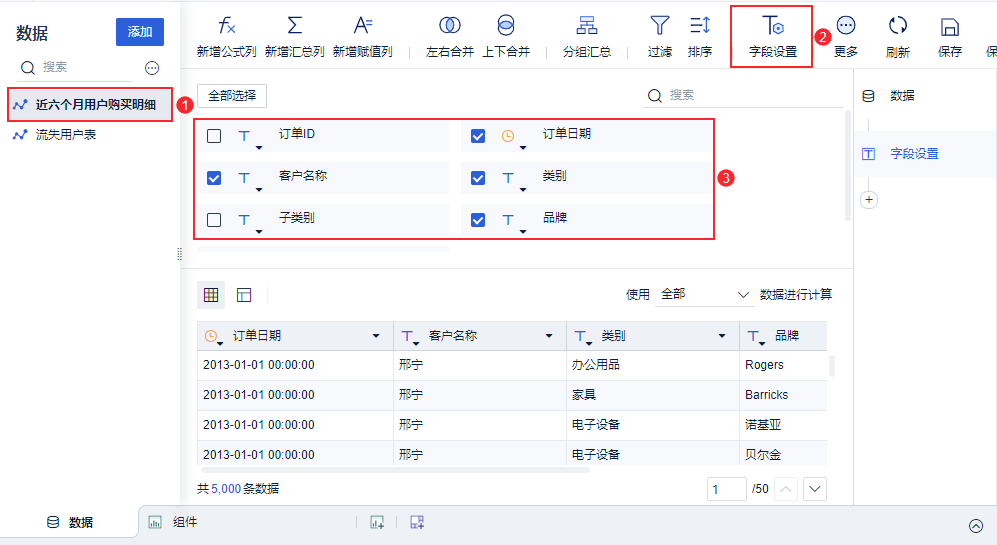 数据
添加
搜索
近六个月用户购买明细
1
流失用户表
新增公式列 新增汇总列 新增赋值列 左右合并 上下合并 分组汇总 过滤 排序 字段设置 2 更多 刷新 保存 保
全部选择
搜索
T 订单ID 订单日期
T 客户名称 T 类别
T 子类别 T 品牌
3
数据
T 字段设置
使用 全部 数据进行计算
订单日期 T 客户名称 T 类别 T 品牌
2013-01-01 00:00:00 邢宁 办公用品 Rogers
2013-01-01 00:00:00 邢宁 家具 Barricks
2013-01-01 00:00:00 邢宁 电子设备 诺基亚
2013-01-01 00:00:00 邢宁 电子设备 贝尔金
共 5,000 条数据 1 /50
数据 组件